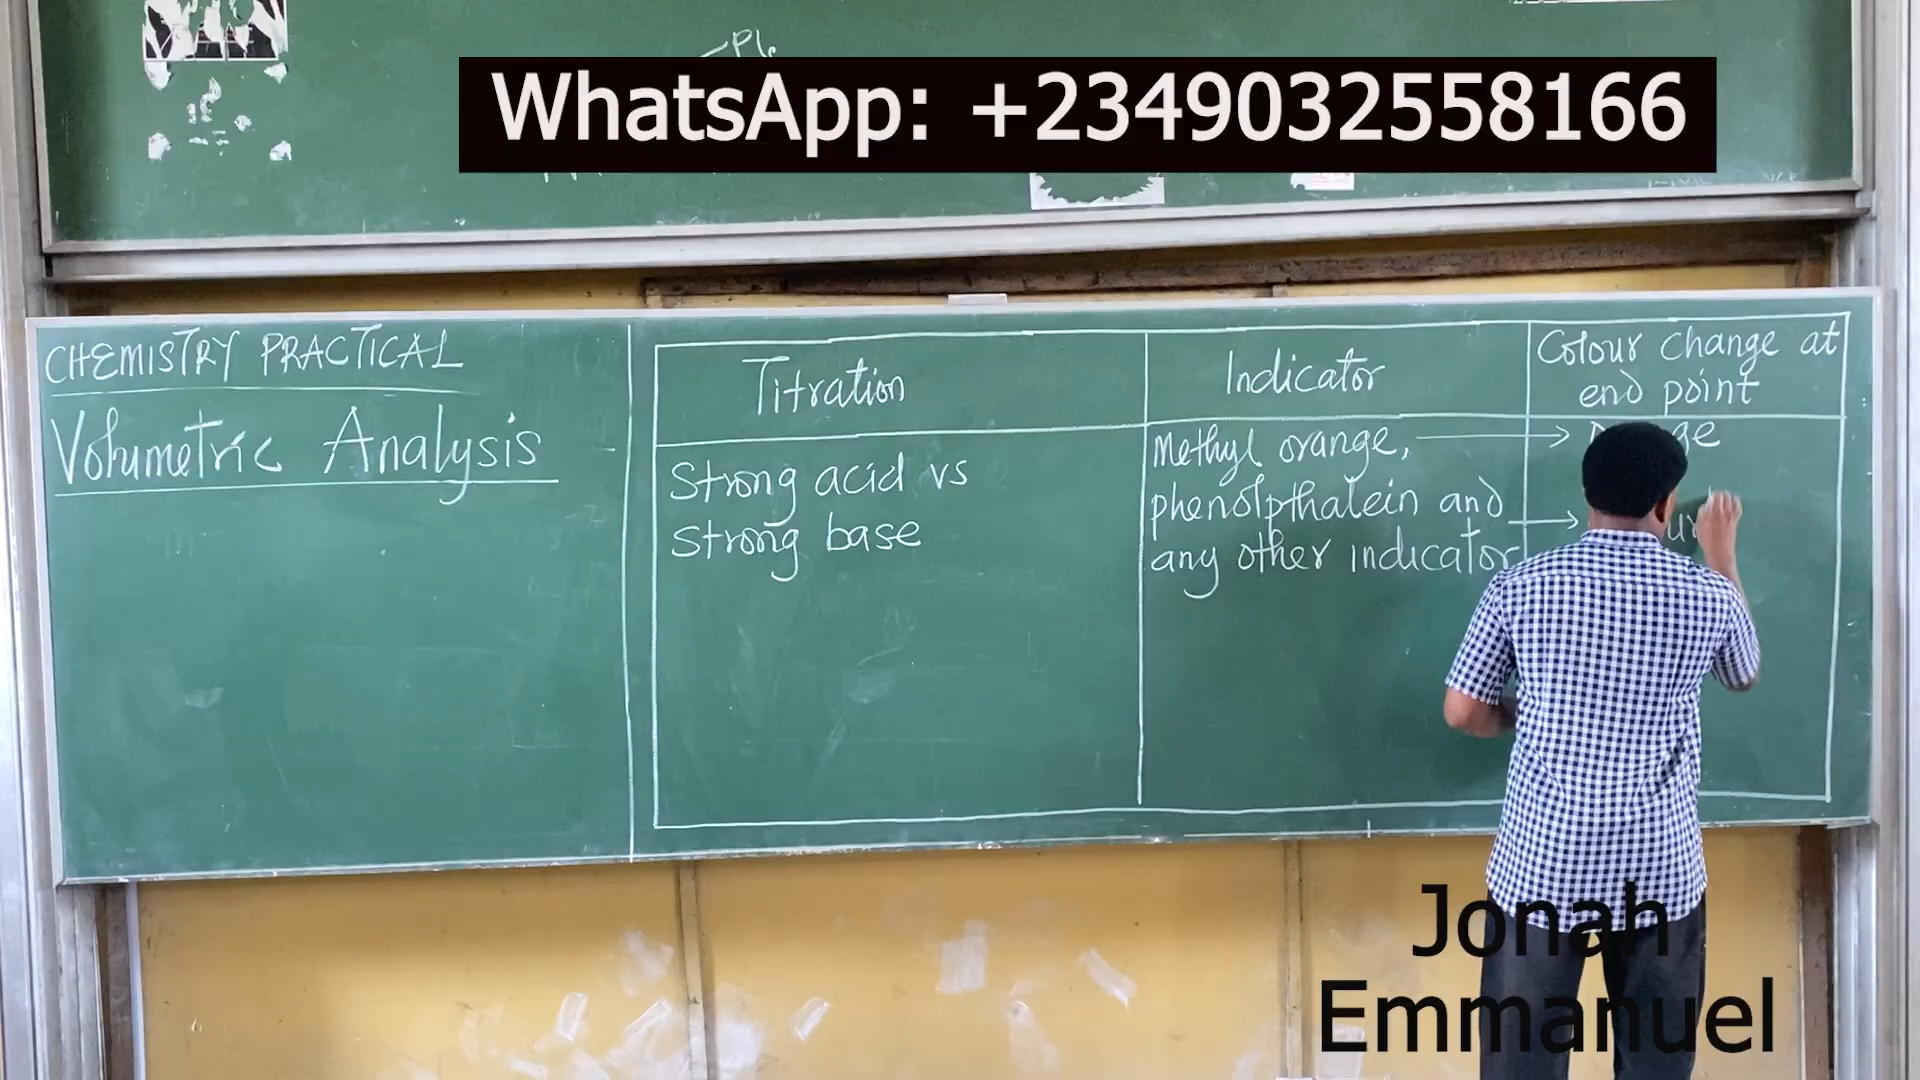 WhatsApp: +2349032558166
CHEMISTRY PRACTICAL
Volumetric Analysis
Titration
Indicator
Colour change at
end point
Strong acid vs
strong base
Methyl orange,
phenolpthalein and
any other indicator
Jonah
Emmanuel